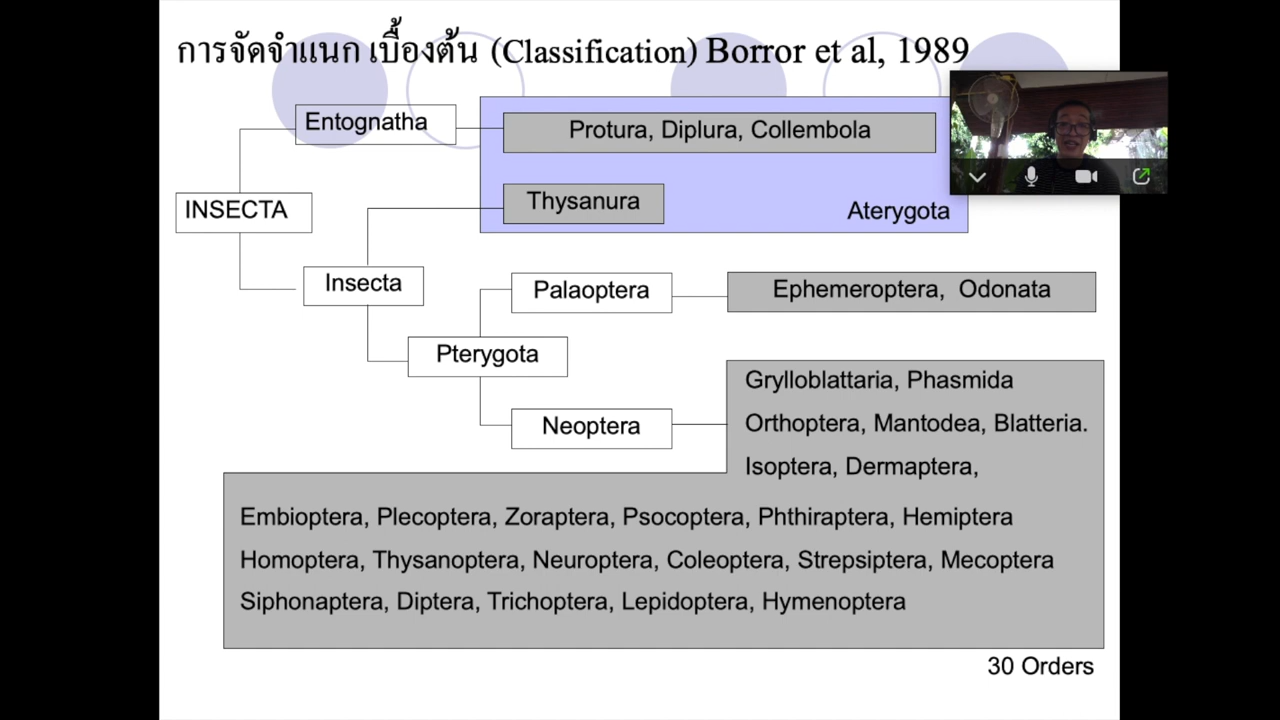 การจัดจำแนก เบื้องต้น (Classification) Borror et al, 1989
Entognatha
Protura, Diplura, Collembola
Thysanura
Aterygota
INSECTA
Insecta
Palaoptera
Ephemeroptera, Odonata
Pterygota
Neoptera
Grylloblattaria, Phasmida
Orthoptera, Mantodea, Blatteria.
Isoptera, Dermaptera,
Embioptera, Plecoptera, Zoraptera, Psocoptera, Phthiraptera, Hemiptera
Homoptera, Thysanoptera, Neuroptera, Coleoptera, Strepsiptera, Mecoptera
Siphonaptera, Diptera, Trichoptera, Lepidoptera, Hymenoptera
30 Orders